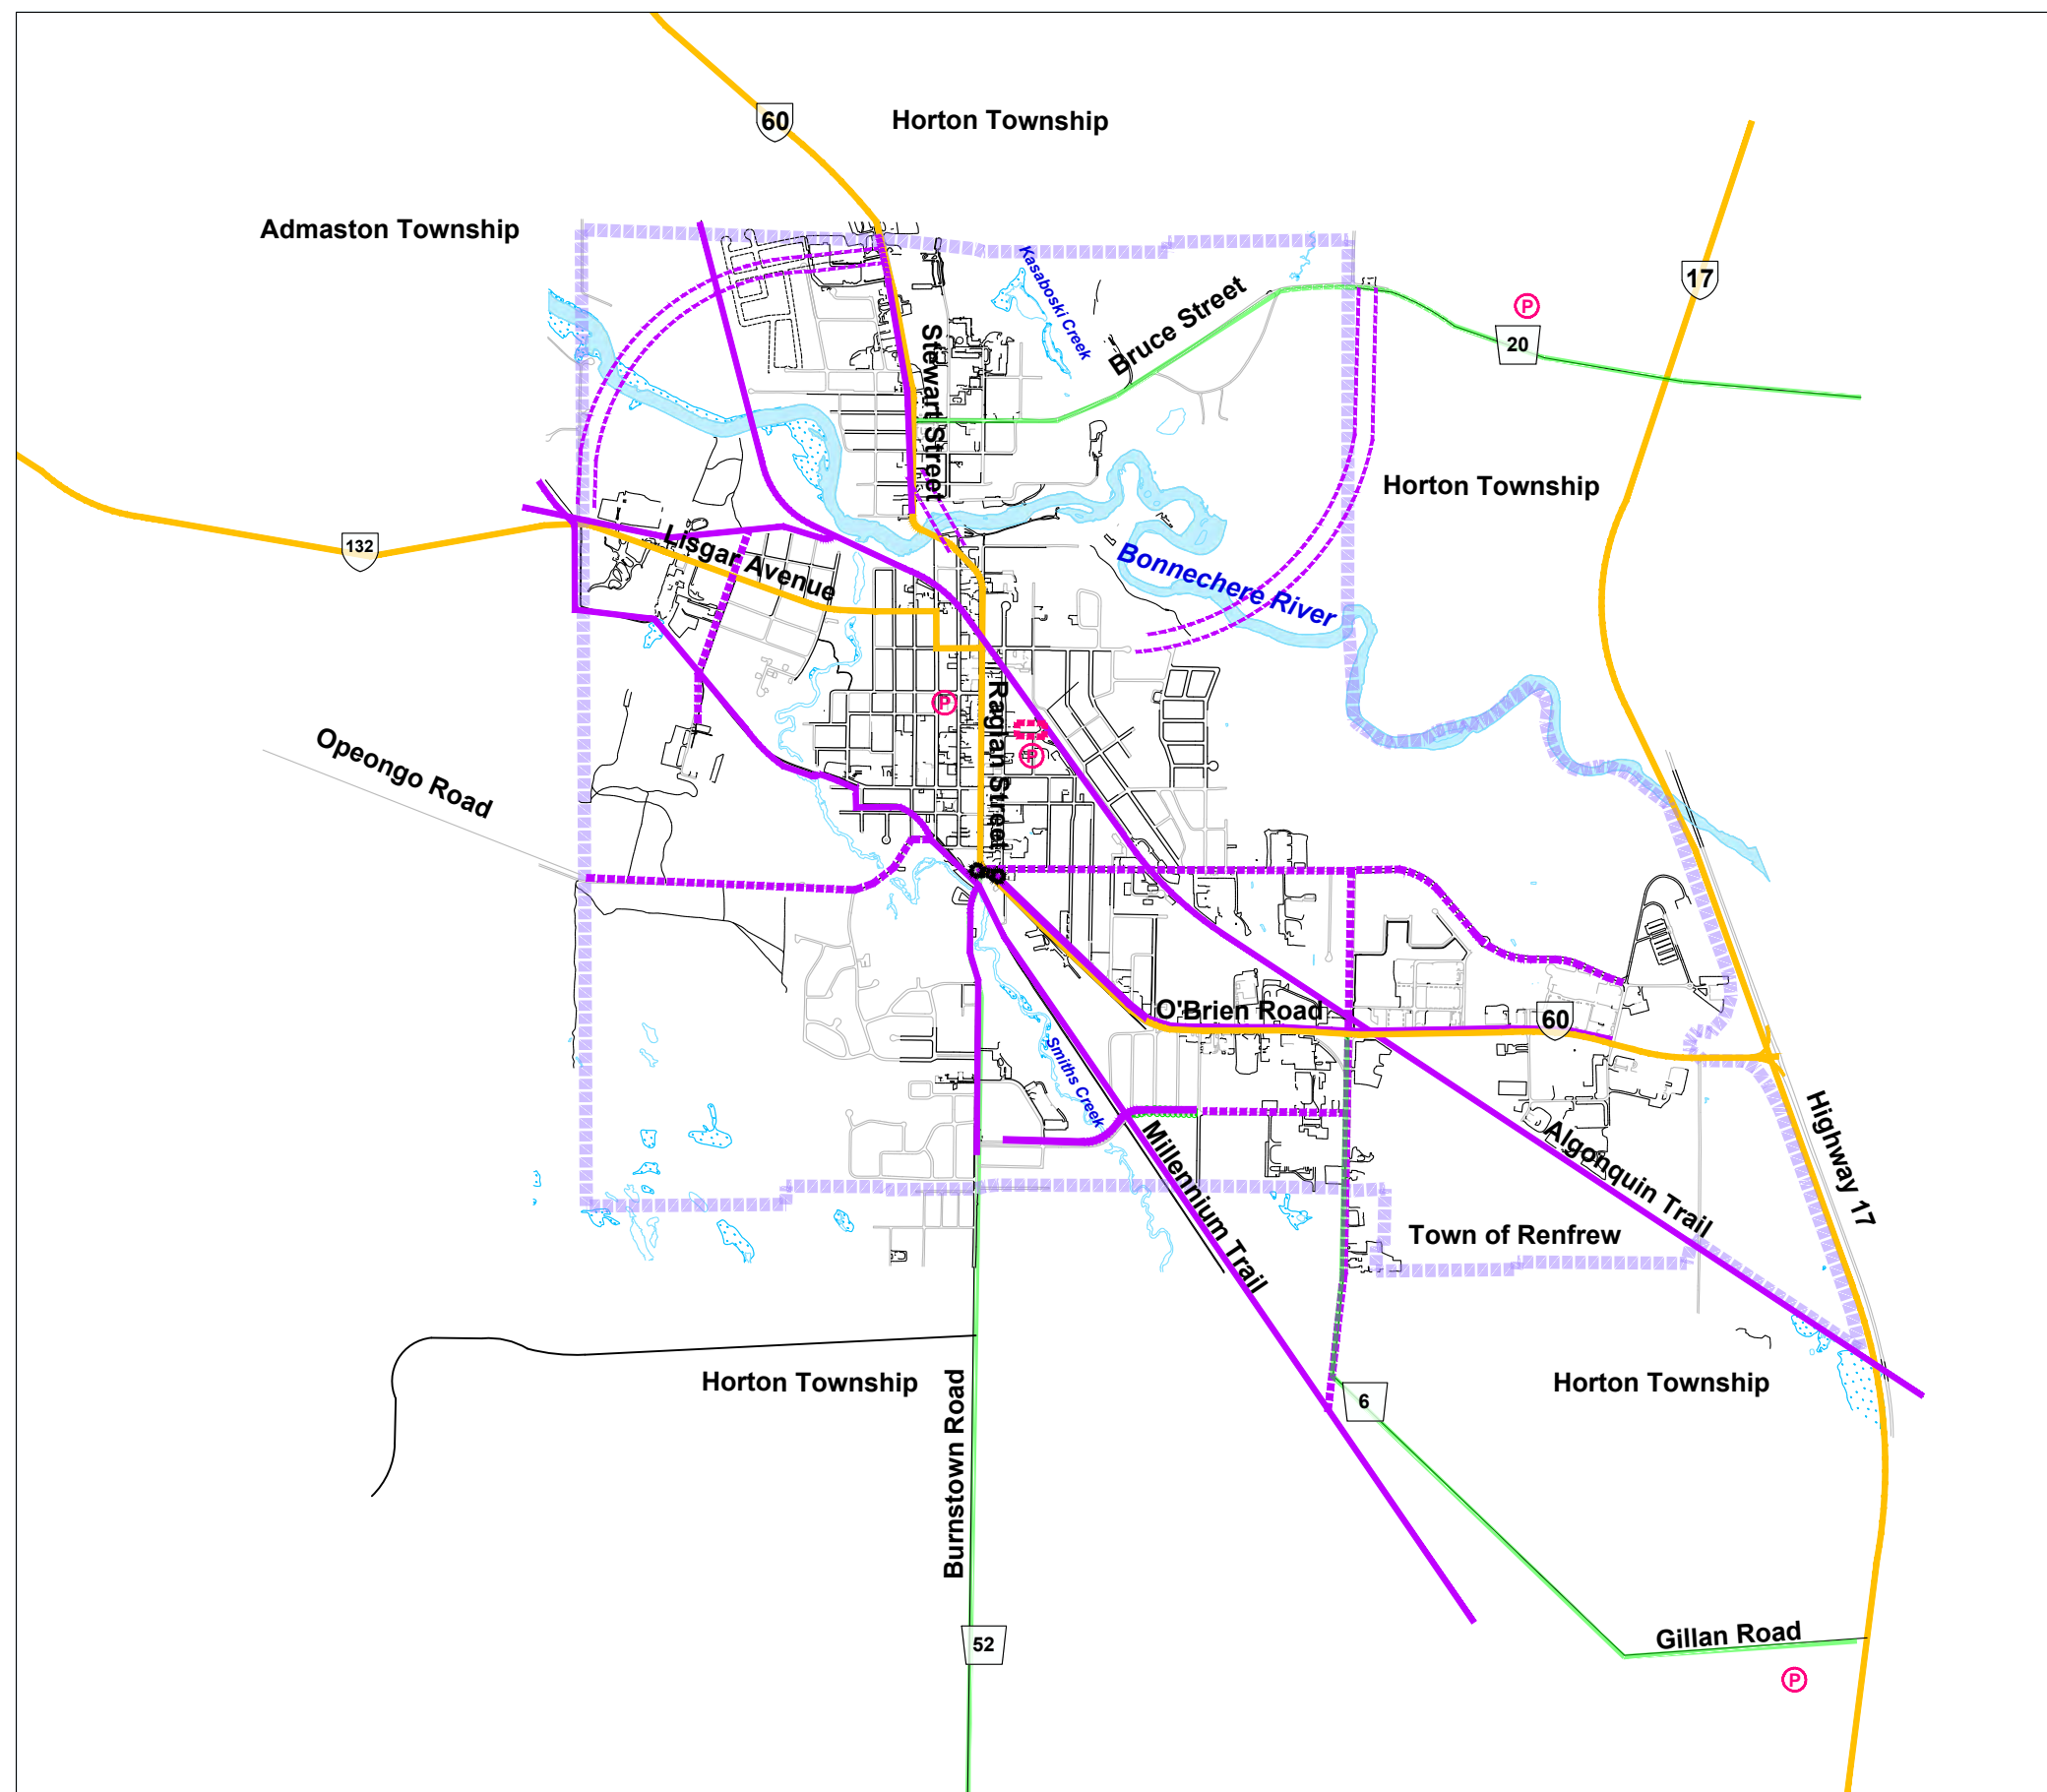 60
Horton Township
Admaston Township
17
Kasaboski Creek
Bruce Street
P
20
Stewart Street
Horton Township
132
Lisgar Avenue
Bonnechere River
P
Raglan Street
P
Opeongo Road
O'Brien Road
60
Smiths Creek
Highway 17
Millennium Trail
Algonquin Trail
Town of Renfrew
Horton Township
Burnstown Road
Horton Township
6
52
Gillan Road
P